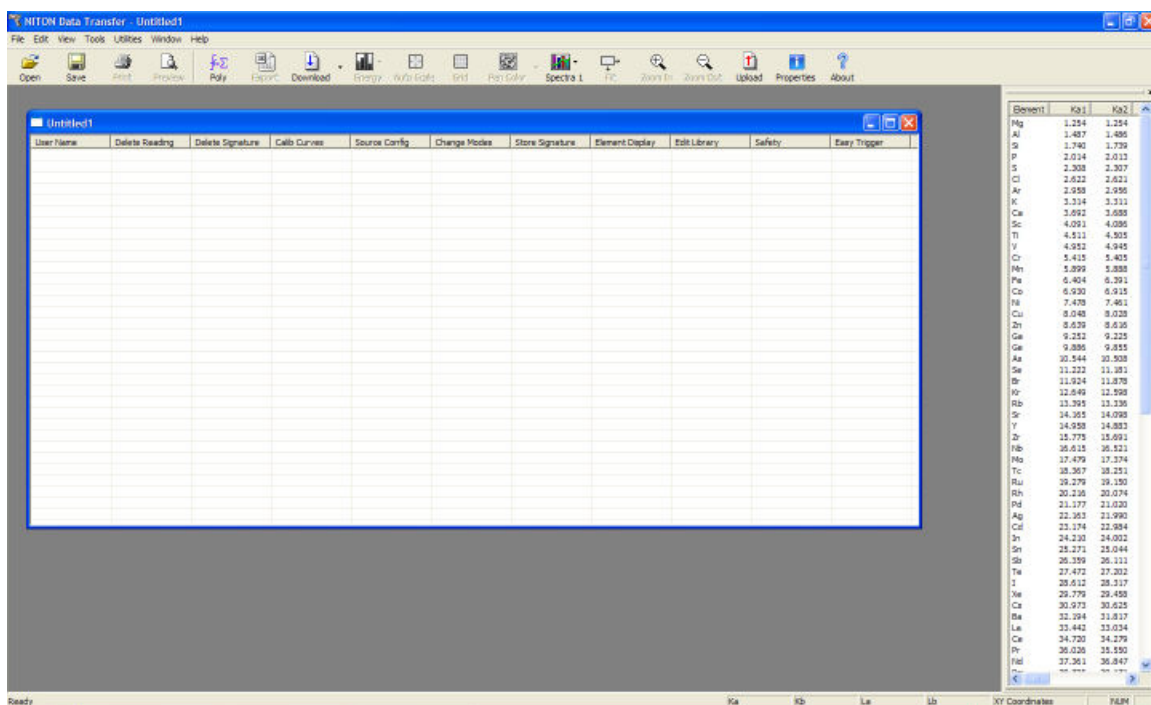 NITON Data Transfer - Untitled1
File Edit View Tools Utilities Window Help
Open Save Print Preview Poly Export Download Energy Auto Scale Grid Pen Color Spectra 1 Fit Zoom In Zoom Out Upload Properties About
Untitled1
User Name Delete Reading Delete Signature Calib Curves Source Config Change Modes Store Signature Element Display Edit Library Safety Easy Trigger
Element Ka1 Ka2
Mg 1.254 1.254
Al 1.487 1.486
Si 1.740 1.739
P 2.014 2.013
S 2.308 2.307
Cl 2.622 2.621
Ar 2.958 2.956
K 3.314 3.311
Ca 3.692 3.688
Sc 4.091 4.086
Ti 4.511 4.505
V 4.952 4.945
Cr 5.415 5.405
Mn 5.899 5.888
Fe 6.404 6.391
Co 6.930 6.915
Ni 7.478 7.461
Cu 8.048 8.028
Zn 8.639 8.616
Ga 9.252 9.225
Ge 9.886 9.855
As 10.544 10.508
Se 11.222 11.181
Br 11.924 11.878
Kr 12.649 12.598
Rb 13.395 13.336
Sr 14.165 14.098
Y 14.958 14.883
Zr 15.775 15.691
Nb 16.615 16.521
Mo 17.479 17.374
Tc 18.367 18.251
Ru 19.279 19.150
Rh 20.216 20.074
Pd 21.177 21.020
Ag 22.163 21.990
Cd 23.174 22.984
In 24.210 24.002
Sn 25.271 25.044
Sb 26.359 26.111
Te 27.472 27.202
I 28.612 28.317
Xe 29.779 29.458
Cs 30.973 30.625
Ba 32.194 31.817
La 33.442 33.034
Ce 34.720 34.279
Pr 36.026 35.550
Nd 37.361 36.847
Ready Ka Kb La Lb XY Coordinates NUM